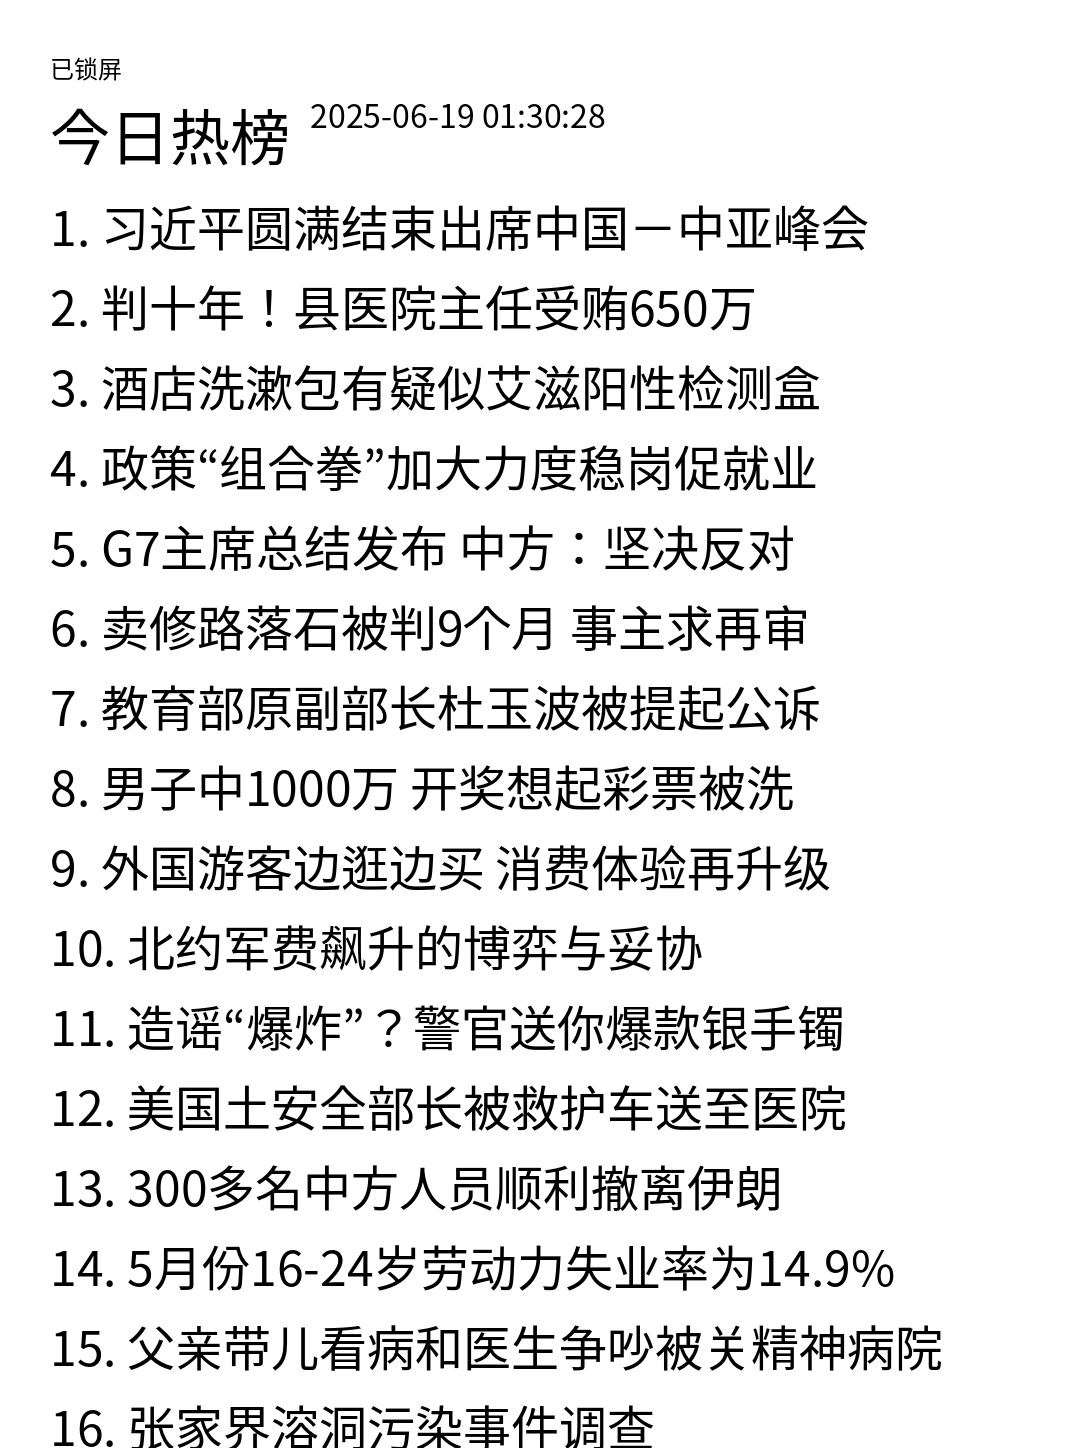 已锁屏
今日热榜 2025-06-19 01:30:28
1. 习近平圆满结束出席中国－中亚峰会
2. 判十年！县医院主任受贿650万
3. 酒店洗漱包有疑似艾滋阳性检测盒
4. 政策“组合拳”加大力度稳岗促就业
5. G7主席总结发布 中方：坚决反对
6. 卖修路落石被判9个月 事主求再审
7. 教育部原副部长杜玉波被提起公诉
8. 男子中1000万 开奖想起彩票被洗
9. 外国游客边逛边买 消费体验再升级
10. 北约军费飙升的博弈与妥协
11. 造谣“爆炸”？警官送你爆款银手镯
12. 美国土安全部长被救护车送至医院
13. 300多名中方人员顺利撤离伊朗
14. 5月份16-24岁劳动力失业率为14.9%
15. 父亲带儿看病和医生争吵被关精神病院
16. 张家界溶洞污染事件调查